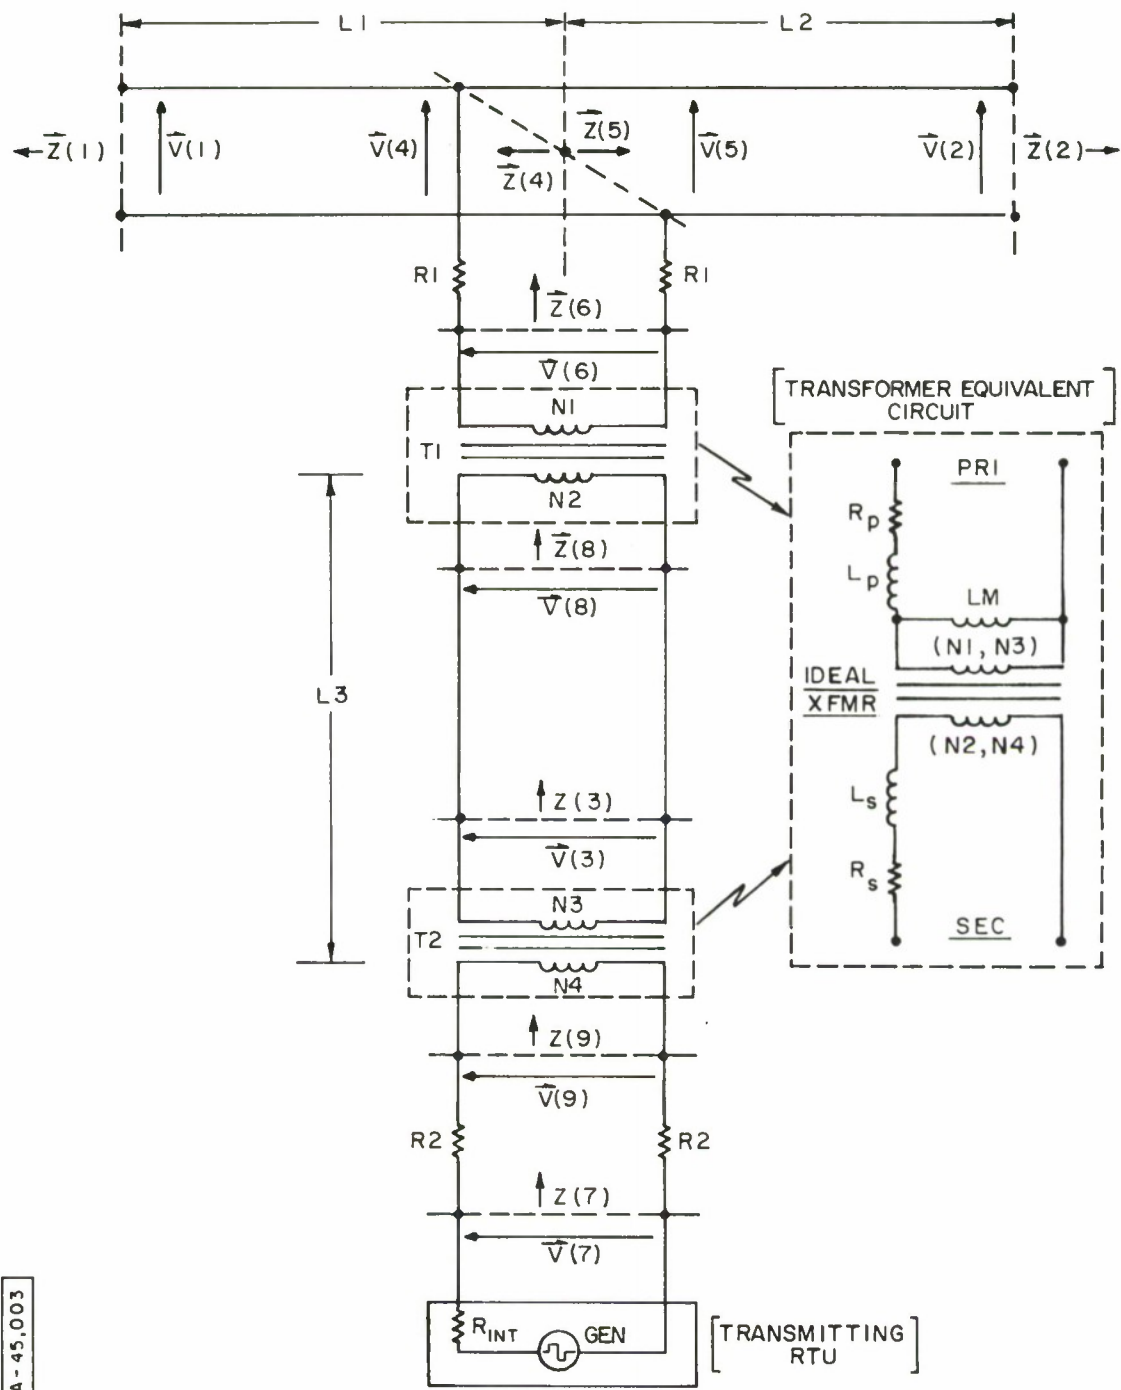 L1
L2
Z(1)
V(1)
V(4)
Z(5)
Z(4)
V(5)
V(2)
Z(2)
R1
R1
Z(6)
V(6)
N1
T1
N2
Z(8)
V(8)
L3
Z(3)
V(3)
N3
T2
N4
Z(9)
V(9)
R2
R2
Z(7)
V(7)
RINT
GEN
[TRANSMITTING
RTU]
[TRANSFORMER EQUIVALENT
CIRCUIT]
PRI
Rp
Lp
LM
(N1, N3)
IDEAL
XFMR
(N2, N4)
Ls
Rs
SEC
A-45,003